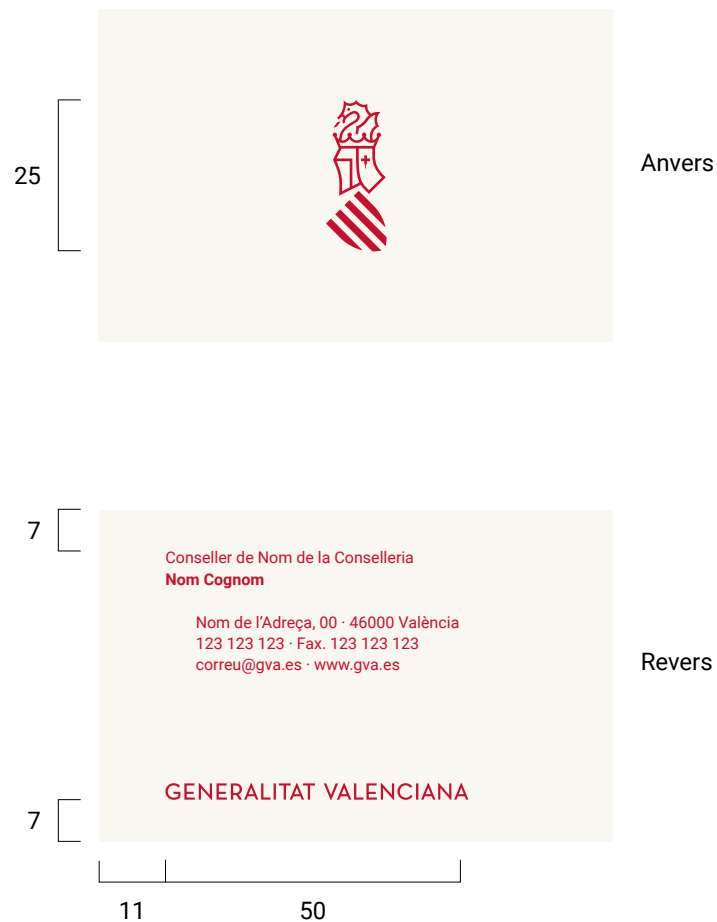 25
Anvers
7
Conseller de Nom de la Conselleria
Nom Cognom
Nom de l’Adreça, 00 · 46000 València
123 123 123 · Fax. 123 123 123
correu@gva.es · www.gva.es
Revers
GENERALITAT VALENCIANA
7
11
50